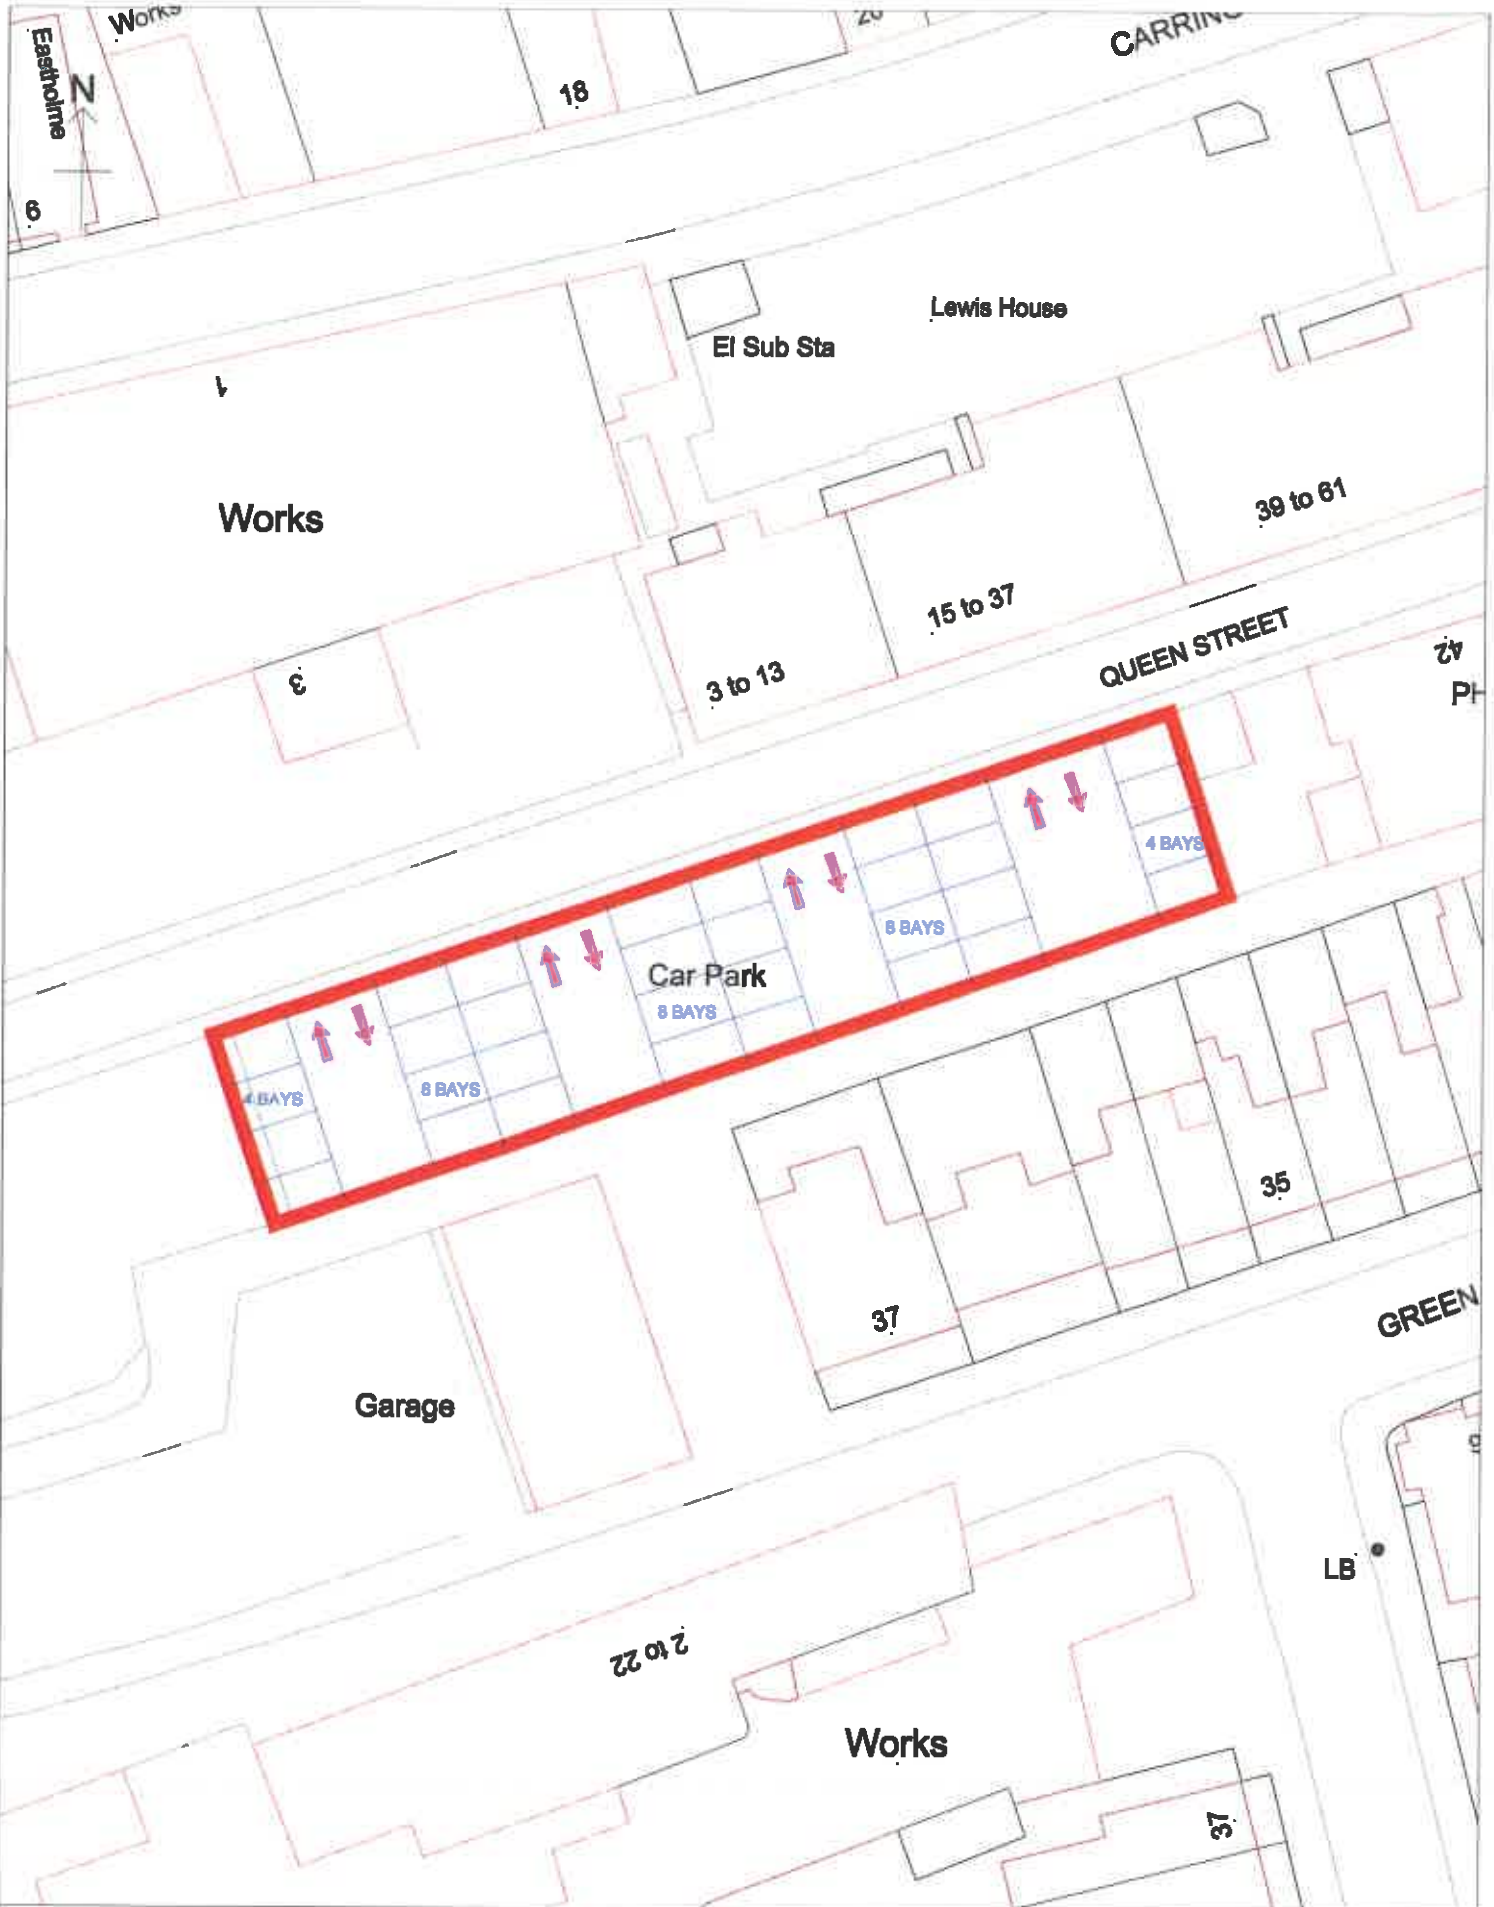 Works
Eastholme
N
18
6
Lewis House
El Sub Sta
1
Works
39 to 61
15 to 37
QUEEN STREET
42
3
3 to 13
4 BAYS
8 BAYS
Car Park
8 BAYS
8 BAYS
4 BAYS
35
37
GREEN
Garage
LB
2 to 22
Works
37